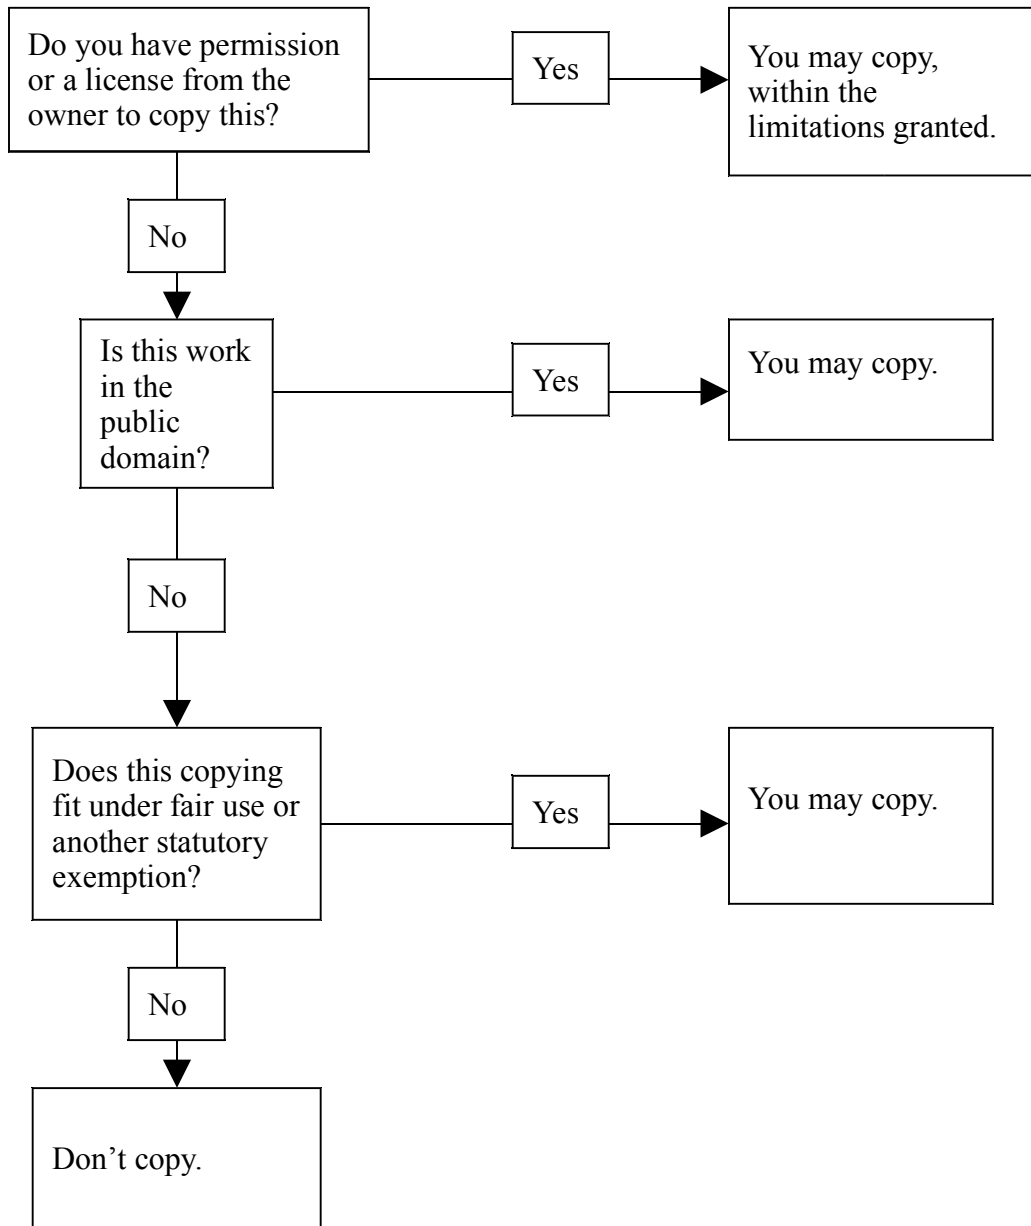 Do you have permission
or a license from the
owner to copy this?
Yes
You may copy,
within the
limitations granted.
No
Is this work
in the
public
domain?
Yes
You may copy.
No
Does this copying
fit under fair use or
another statutory
exemption?
Yes
You may copy.
No
Don’t copy.